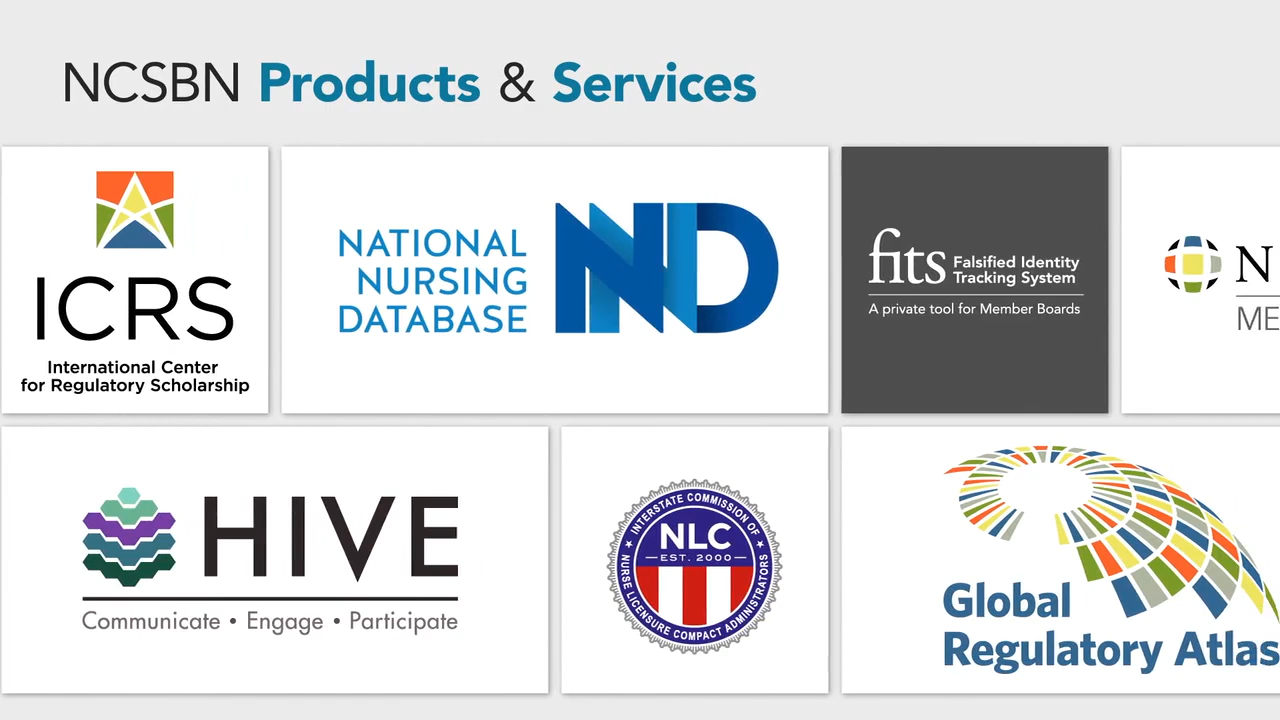 NCSBN Products & Services
ICRS
International Center
for Regulatory Scholarship
NATIONAL
NURSING
DATABASE
NND
fits Falsified Identity
Tracking System
A private tool for Member Boards
N
ME
HIVE
Communicate • Engage • Participate
INTERSTATE COMMISSION OF
NLC
EST. 2000
NURSE LICENSURE COMPACT ADMINISTRATORS
Global
Regulatory Atlas